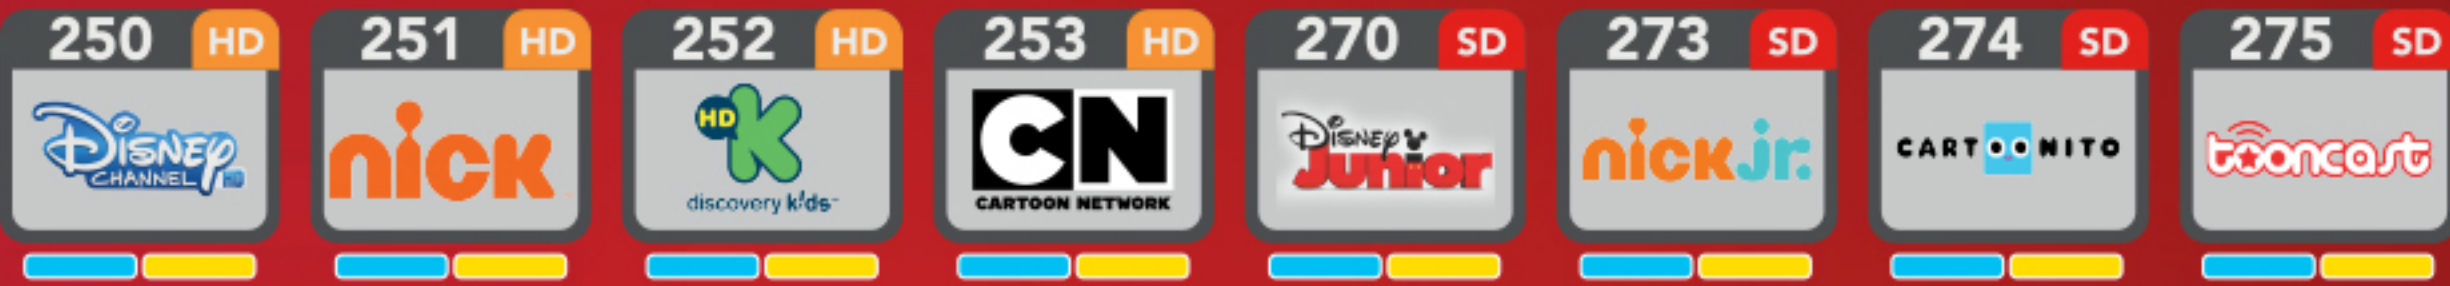 250 HD
DISNEY
CHANNEL HD
251 HD
nick
252 HD
HD K
discovery kids
253 HD
CN
CARTOON NETWORK
270 SD
DISNEY
Junior
273 SD
nick jr.
274 SD
CARTOONITO
275 SD
tooncast